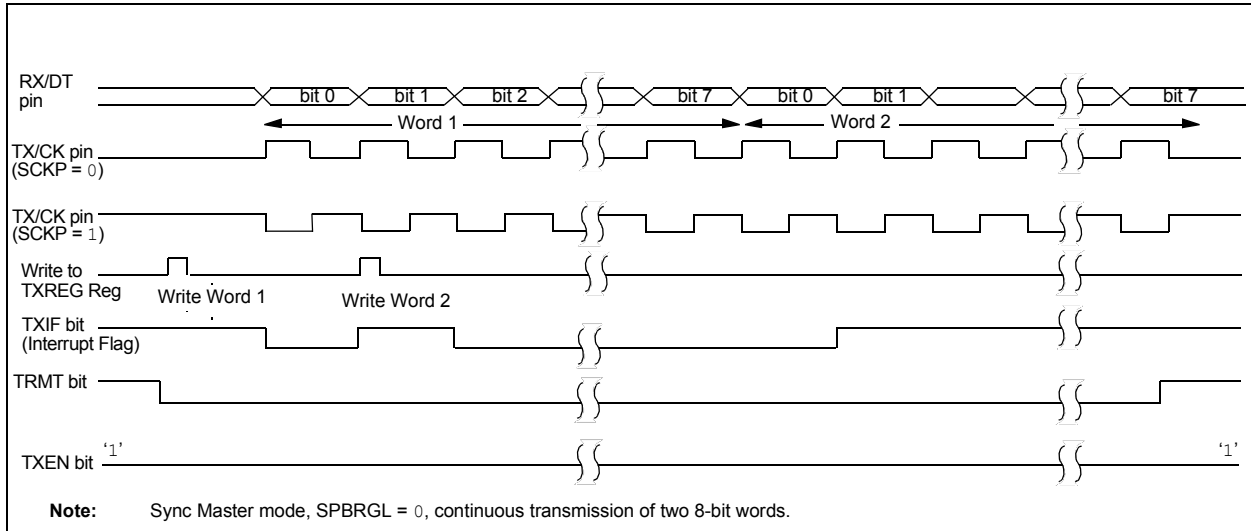 RX/DT
pin
bit 0 bit 1 bit 2 bit 7 bit 0 bit 1 bit 7
Word 1 Word 2
TX/CK pin
(SCKP = 0)
TX/CK pin
(SCKP = 1)
Write to
TXREG Reg
Write Word 1 Write Word 2
TXIF bit
(Interrupt Flag)
TRMT bit
‘1’ ‘1’
TXEN bit
Note: Sync Master mode, SPBRGL = 0, continuous transmission of two 8-bit words.